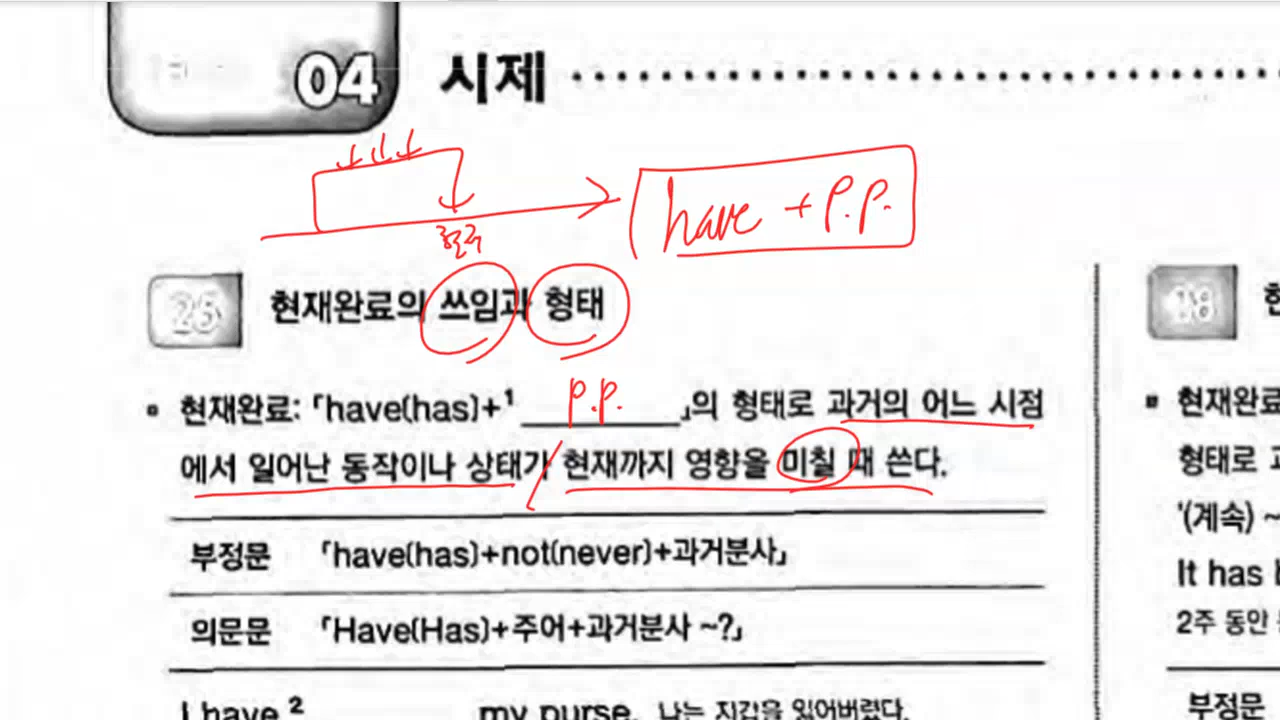 04 시제
have + P.P.
현재
25 현재완료의 쓰임과 형태
현재완료: 「have(has)+¹ P.P. 」의 형태로 과거의 어느 시점
에서 일어난 동작이나 상태가 현재까지 영향을 미칠 때 쓴다.
부정문 「have(has)+not(never)+과거분사」
의문문 「Have(Has)+주어+과거분사 ~?」
I have ² my purse. 나는 지갑을 잃어버렸다.
현재완료
형태로
'(계속) ~
It has
2주 동안
부정문